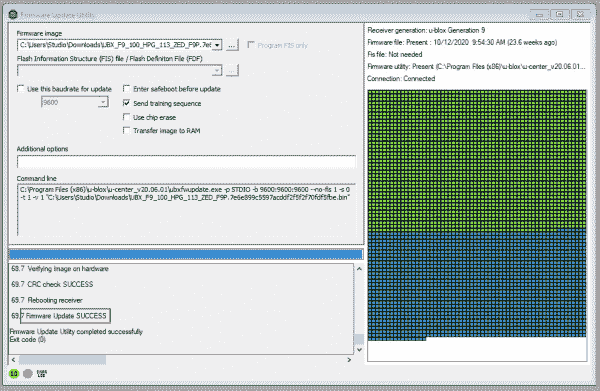 Firmware Update Utility
Firmware image
C:\Users\Studio\Downloads\UBX_F9_100_HPG_113_ZED_F9P.7e6
...
Program FIS only
Flash Information Structure (FIS) file / Flash Definiton File (FDF)
...
Use this baudrate for update
Enter safeboot before update
9600
Send training sequence
Use chip erase
Transfer image to RAM
Additional options
Command line
C:\Program Files (x86)\u-blox\u-center_v20.06.01\ubxfwupdate.exe -p STDIO -b 9600:9600:9600 --no-fis 1 -s 0
-t 1 -v 1 "C:\Users\Studio\Downloads\UBX_F9_100_HPG_113_ZED_F9P.7e6e899c5597acddf2f5f2f70fdf5fbe.bin"
69.7 Verifying image on hardware
69.7 CRC check SUCCESS
69.7 Rebooting receiver
69.7 Firmware Update SUCCESS
Firmware Update Utility completed successfully
Exit code (0)
Receiver generation: u-blox Generation 9
Firmware file: Present : 10/12/2020 9:54:30 AM (23.6 weeks ago)
Fis file: Not needed
Firmware utility: Present (C:\Program Files (x86)\u-blox\u-center_v20.06.01...
Connection: Connected